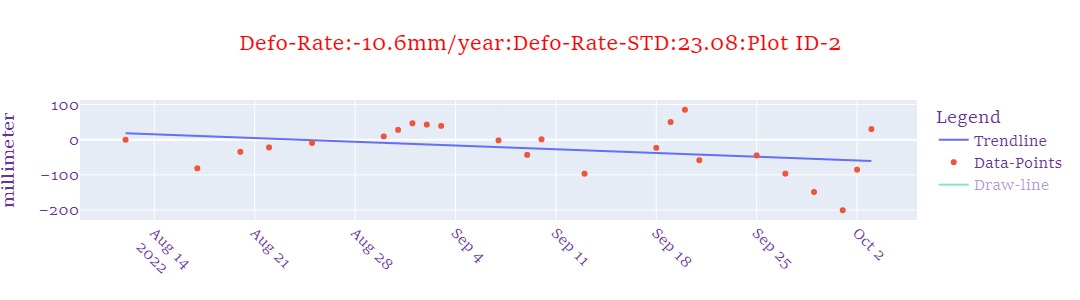 Defo-Rate:-10.6mm/year:Defo-Rate-STD:23.08:Plot ID-2
millimeter
100
0
−100
−200
Aug 14
2022
Aug 21
Aug 28
Sep 4
Sep 11
Sep 18
Sep 25
Oct 2
Legend
Trendline
Data-Points
Draw-line